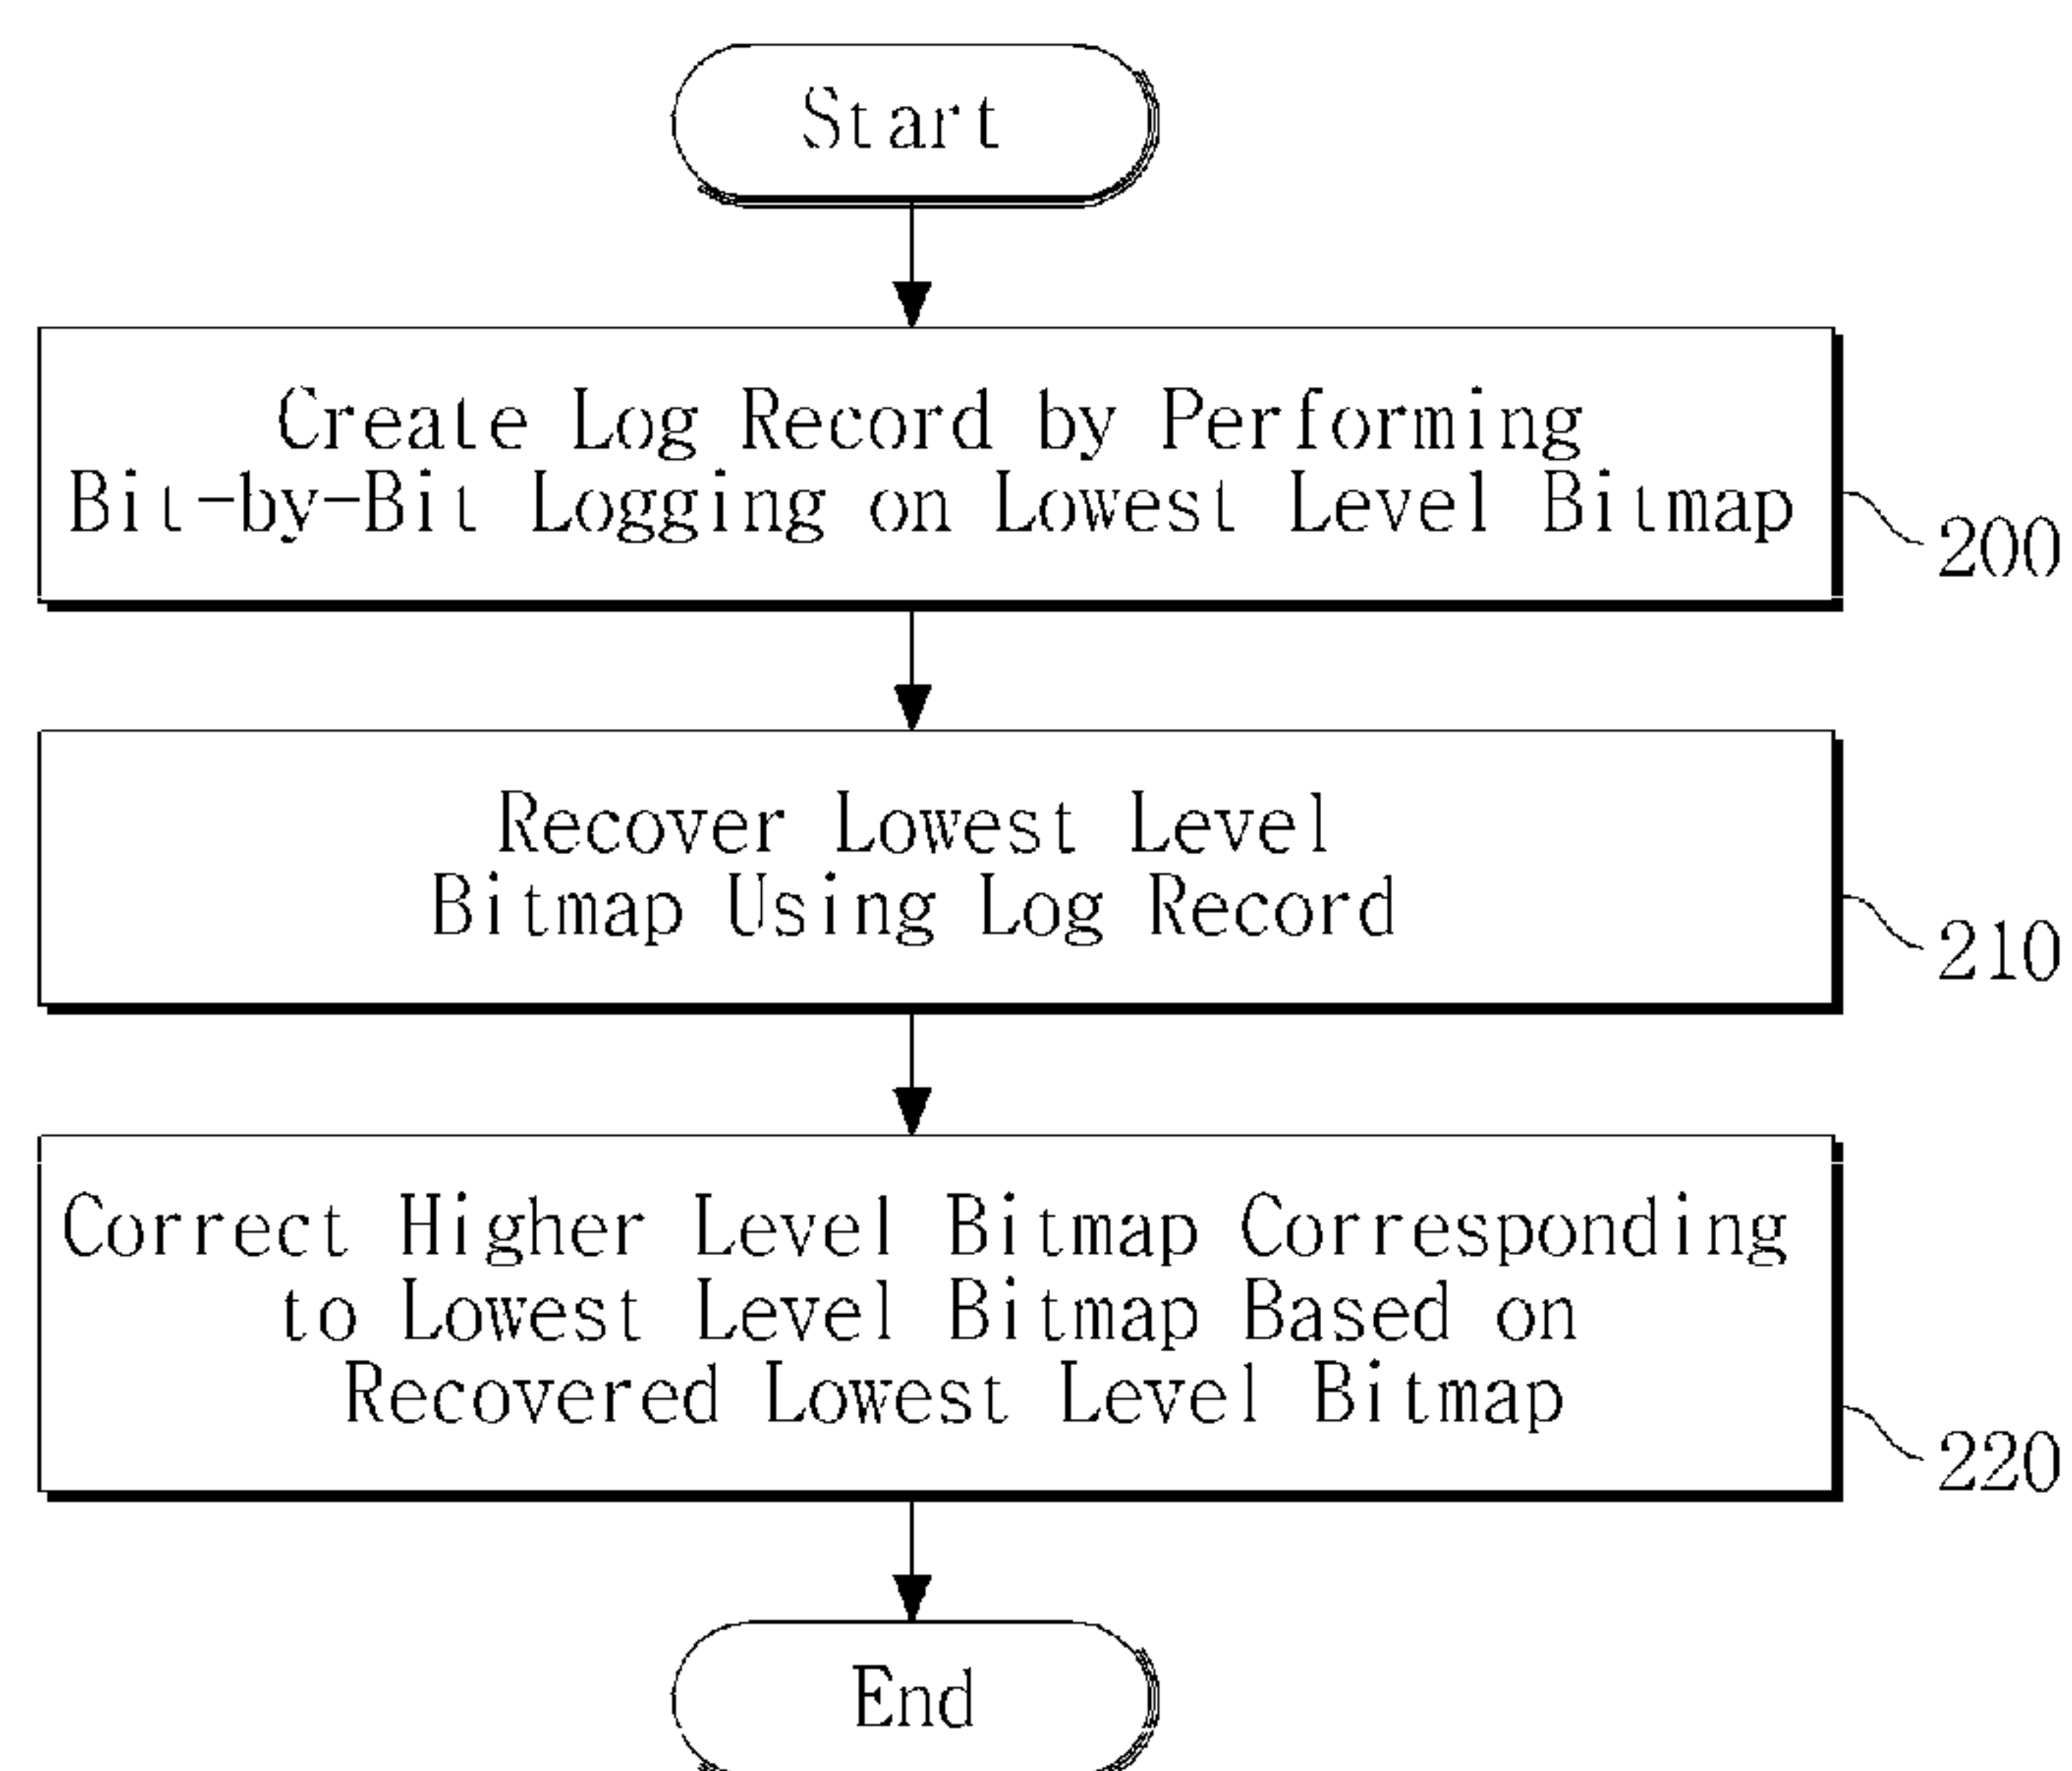 Start
Create Log Record by Performing
Bit-by-Bit Logging on Lowest Level Bitmap
200
Recover Lowest Level
Bitmap Using Log Record
210
Correct Higher Level Bitmap Corresponding
to Lowest Level Bitmap Based on
Recovered Lowest Level Bitmap
220
End